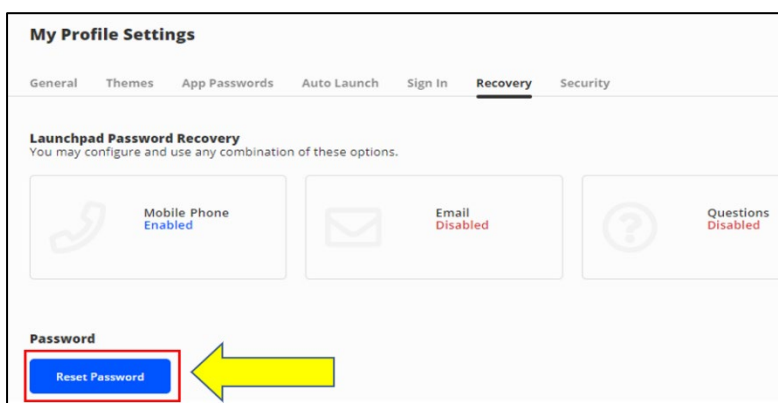 My Profile Settings
General Themes App Passwords Auto Launch Sign In Recovery Security
Launchpad Password Recovery
You may configure and use any combination of these options.
Mobile Phone
Enabled
Email
Disabled
Questions
Disabled
Password
Reset Password